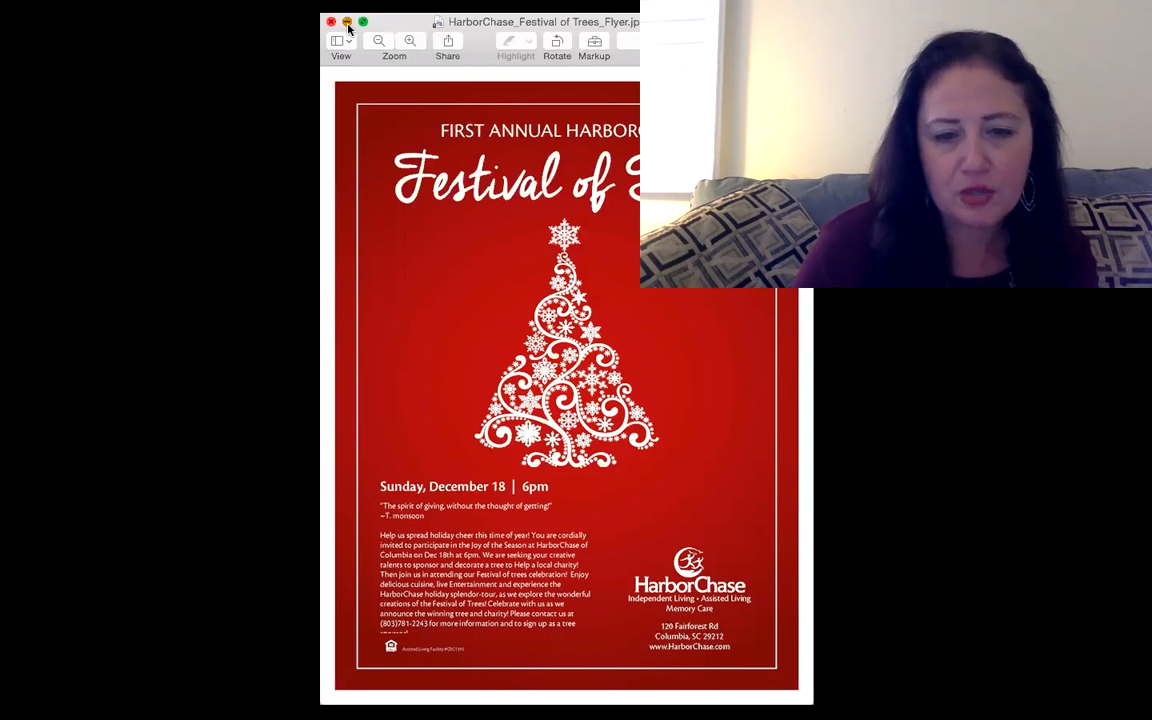 HarborChase_Festival of Trees_Flyer.jp
View
Zoom
Share
Highlight
Rotate
Markup
FIRST ANNUAL HARBOR
Festival of
Sunday, December 18 | 6pm
"The spirit of giving, without the thought of getting!"
~T. monsoon
Help us spread holiday cheer this time of year! You are cordially
invited to participate in the Joy of the Season at HarborChase of
Columbia on Dec 18th at 6pm. We are seeking your creative
talents to sponsor and decorate a tree to Help a local charity!
Then join us in attending our Festival of trees celebration! Enjoy
delicious cuisine, live Entertainment and experience the
HarborChase holiday splendor-tour, as we explore the wonderful
creations of the Festival of Trees! Celebrate with us as we
announce the winning tree and charity! Please contact us at
(803)781-2243 for more information and to sign up as a tree
HarborChase
Independent Living • Assisted Living
Memory Care
120 Fairforest Rd
Columbia, SC 29212
www.HarborChase.com
Assisted Living Facility